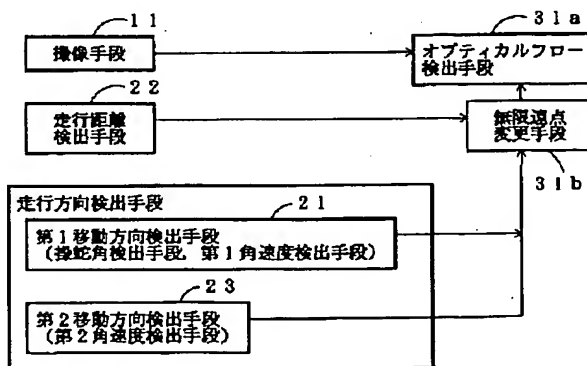 11
撮像手段
31a
オプティカルフロー
検出手段
22
走行距離
検出手段
無限遠点
変更手段
31b
走行方向検出手段
21
第1移動方向検出手段
(操舵角検出手段,第1角速度検出手段)
23
第2移動方向検出手段
(第2角速度検出手段)